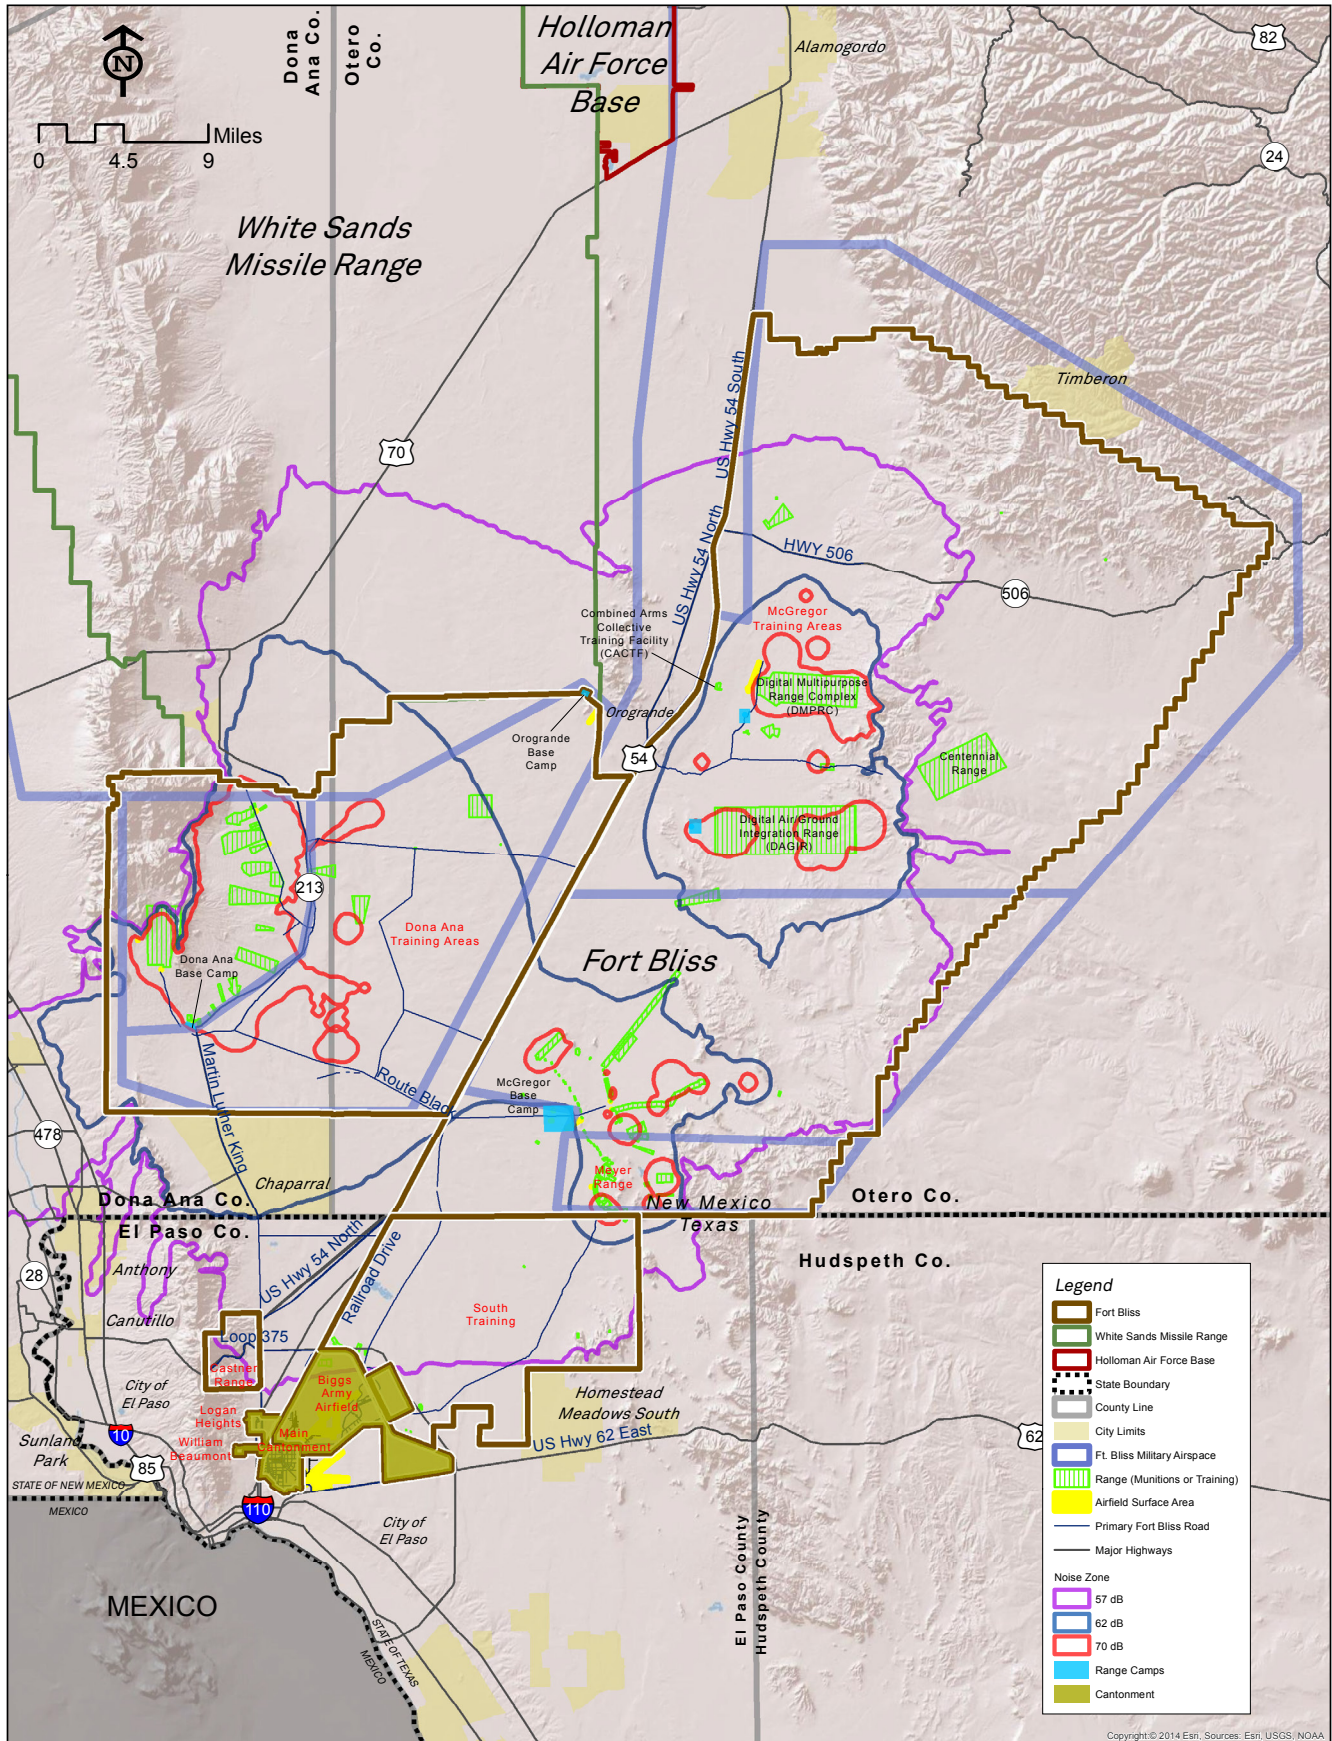 Holloman
Air Force
Base
Alamogordo
82
Dona
Ana Co.
Otero
Co.
N
Miles
0
4.5
9
24
White Sands
Missile Range
Timberon
70
US Hwy 54 South
US Hwy 54 North
HWY 506
506
Combined Arms
Collective
Training Facility
(CACTF)
McGregor
Training Areas
Digital Multipurpose
Range Complex
(DMPRC)
Orogrande
Orogrande
Base
Camp
54
Centennial
Range
Digital Air/Ground
Integration Range
(DAGIR)
213
Dona Ana
Training Areas
Dona Ana
Base Camp
Fort Bliss
Martin Luther King
Route Black
McGregor
Base
Camp
478
Meyer
Range
Chaparral
Dona Ana Co.
El Paso Co.
New Mexico
Texas
Otero Co.
Hudspeth Co.
28
Anthony
Canutillo
US Hwy 54 North
Railroad Drive
Loop 375
South
Training
Castner
Range
Biggs
Army
Airfield
City of
El Paso
Logan
Heights
Main
Cantonment
William
Beaumont
Homestead
Meadows South
US Hwy 62 East
62
10
Sunland
Park
85
STATE OF NEW MEXICO
MEXICO
110
City of
El Paso
MEXICO
STATE OF TEXAS
MEXICO
El Paso County
Hudspeth County
Legend
Fort Bliss
White Sands Missile Range
Holloman Air Force Base
State Boundary
County Line
City Limits
Ft. Bliss Military Airspace
Range (Munitions or Training)
Airfield Surface Area
Primary Fort Bliss Road
Major Highways
Noise Zone
57 dB
62 dB
70 dB
Range Camps
Cantonment
Copyright:© 2014 Esri, Sources: Esri, USGS, NOAA